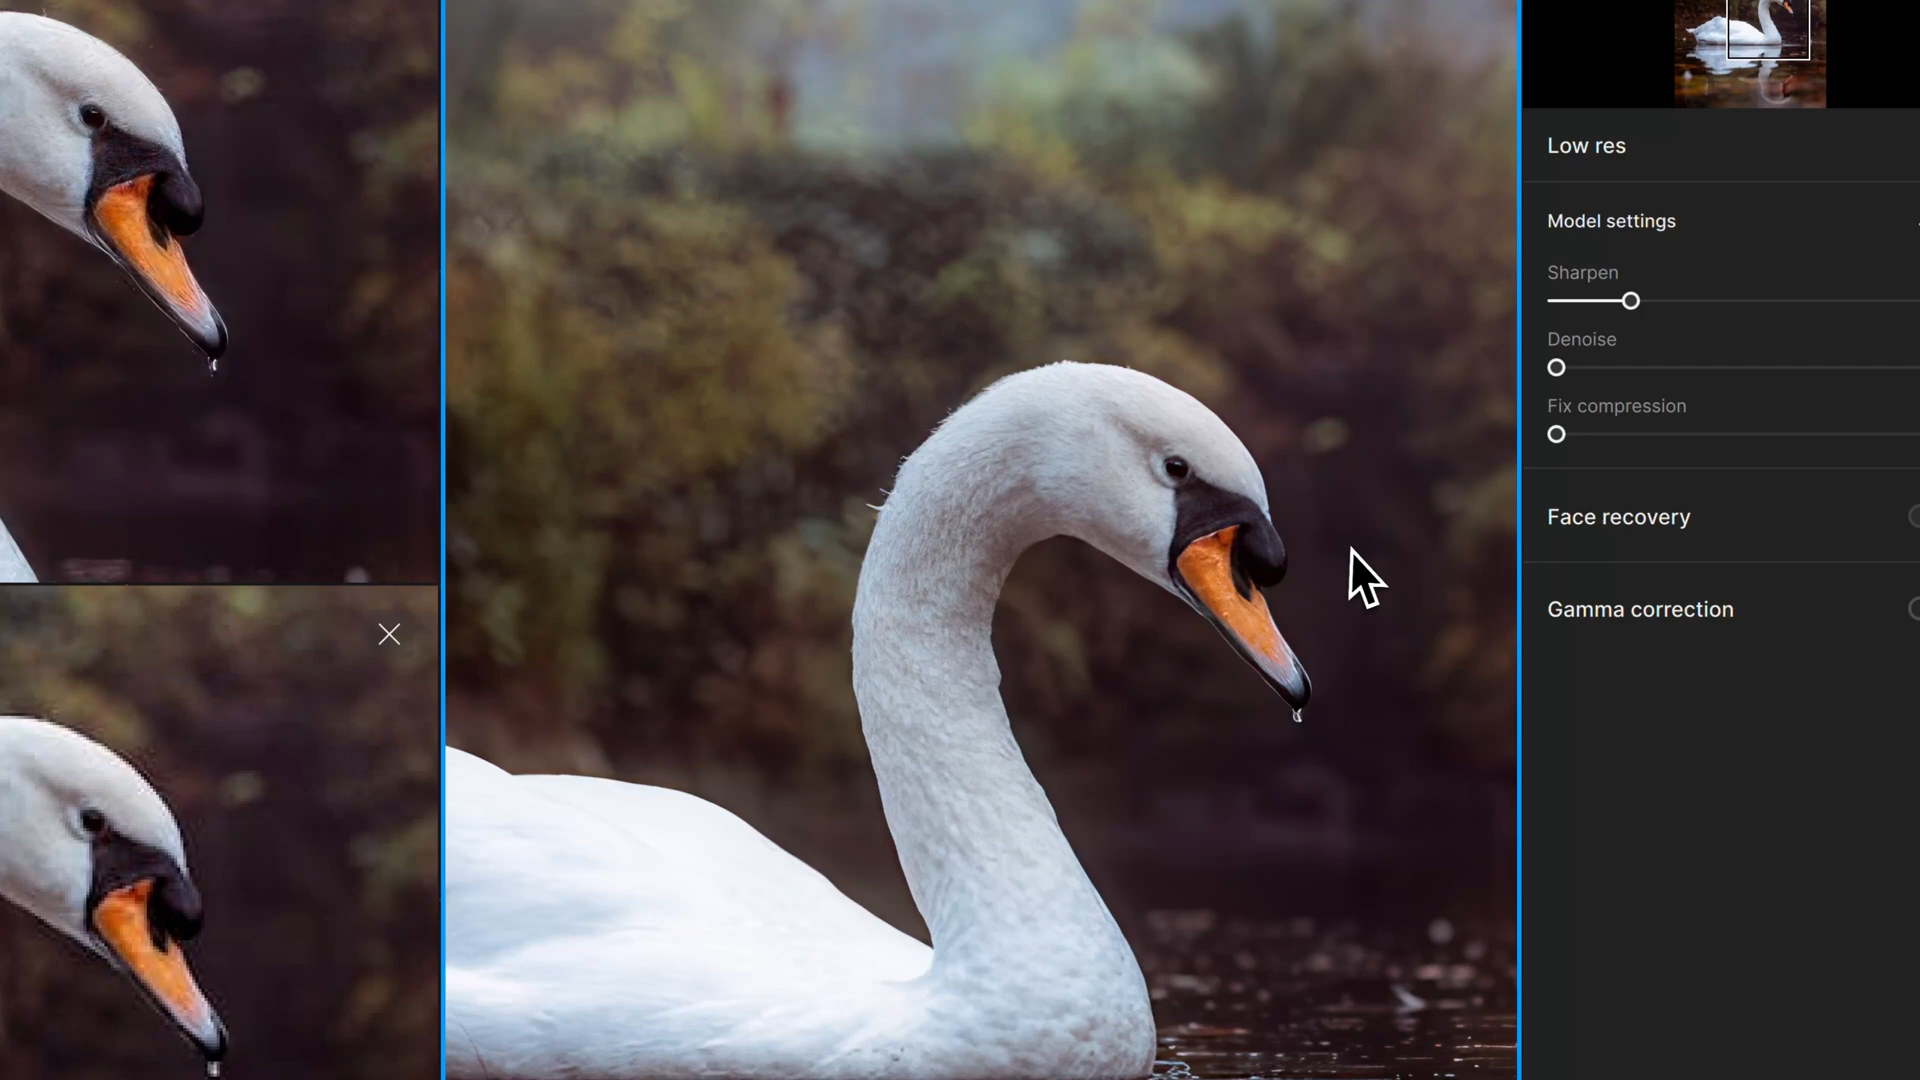 Low res
Model settings
Sharpen
Denoise
Fix compression
Face recovery
Gamma correction